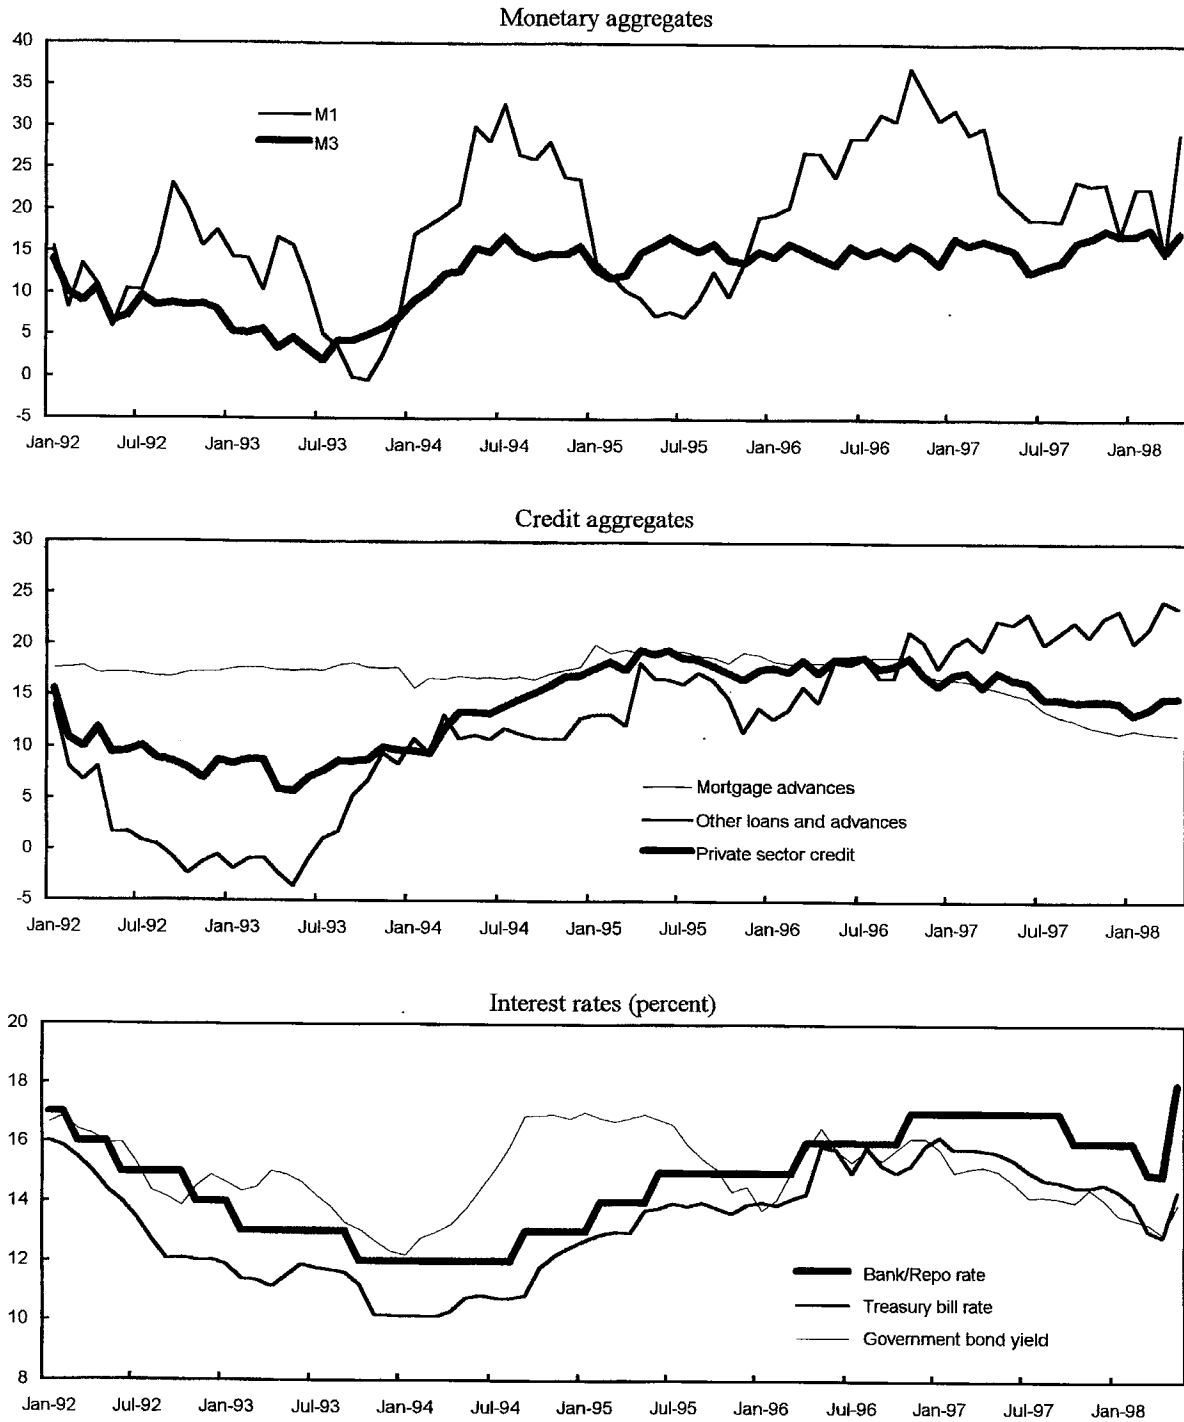 Monetary aggregates
40
35
30
25
20
15
10
5
0
-5
M1
M3
Jan-92 Jul-92 Jan-93 Jul-93 Jan-94 Jul-94 Jan-95 Jul-95 Jan-96 Jul-96 Jan-97 Jul-97 Jan-98
Credit aggregates
30
25
20
15
10
5
0
-5
Mortgage advances
Other loans and advances
Private sector credit
Jan-92 Jul-92 Jan-93 Jul-93 Jan-94 Jul-94 Jan-95 Jul-95 Jan-96 Jul-96 Jan-97 Jul-97 Jan-98
Interest rates (percent)
20
18
16
14
12
10
8
Bank/Repo rate
Treasury bill rate
Government bond yield
Jan-92 Jul-92 Jan-93 Jul-93 Jan-94 Jul-94 Jan-95 Jul-95 Jan-96 Jul-96 Jan-97 Jul-97 Jan-98